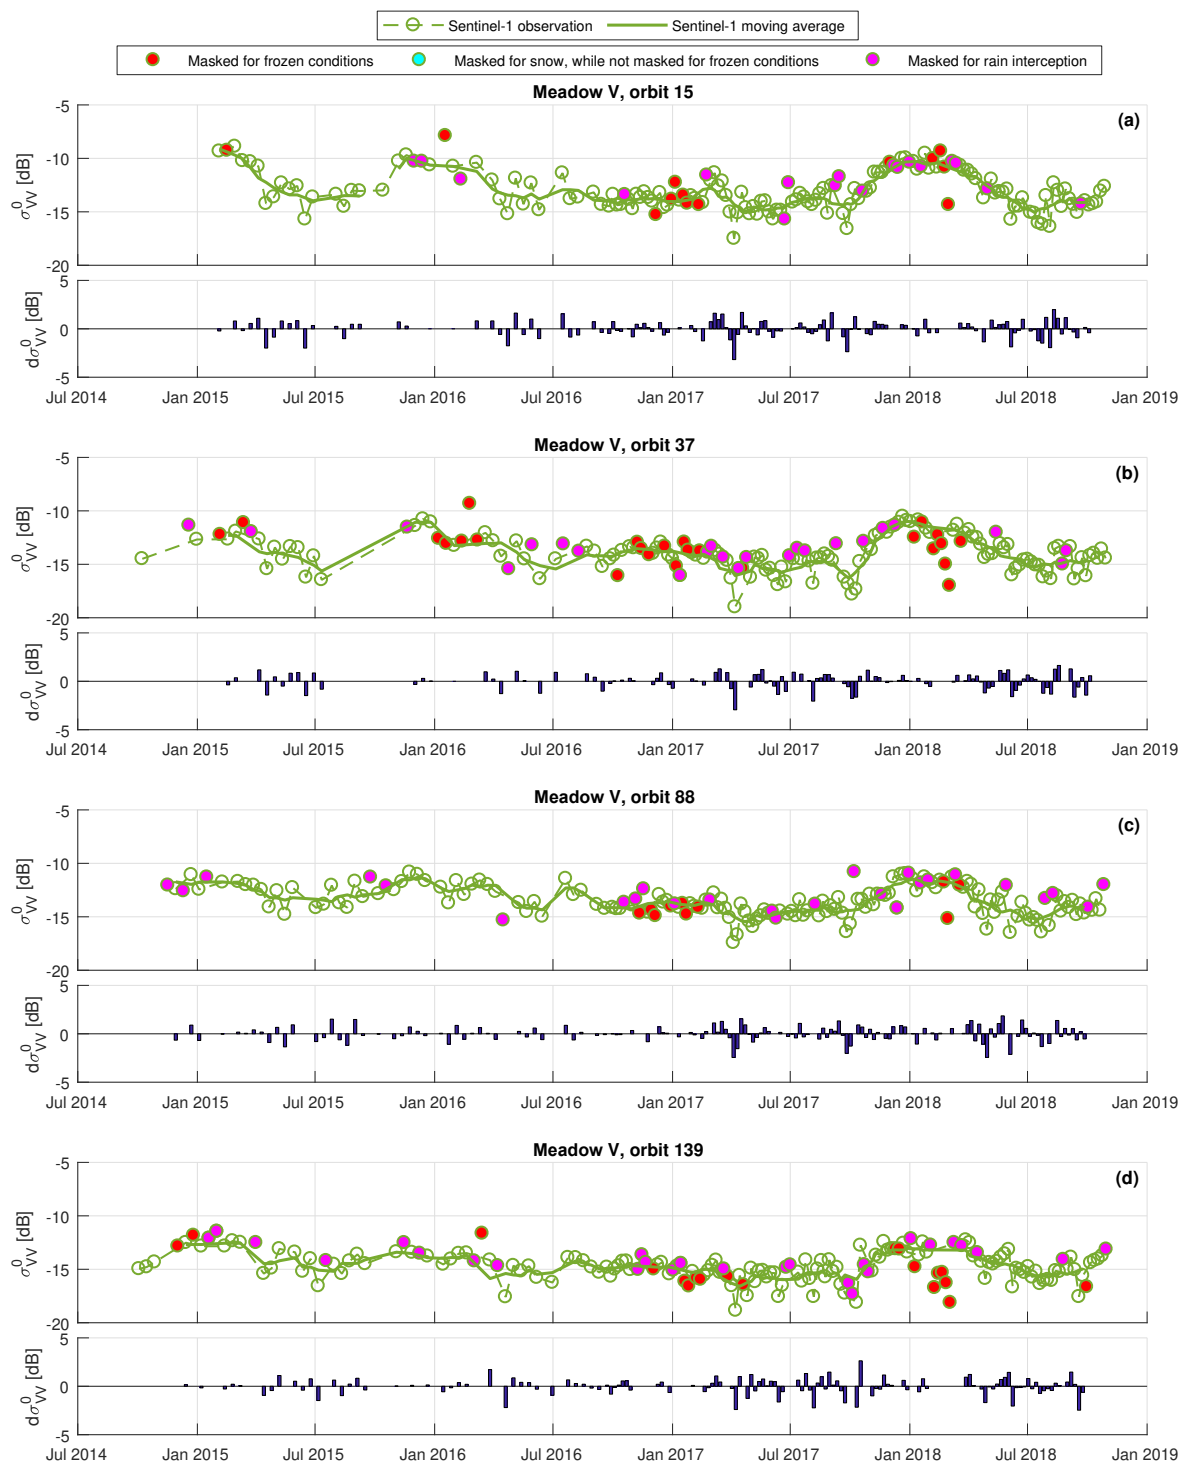 Sentinel-1 observation Sentinel-1 moving average
Masked for frozen conditions Masked for snow, while not masked for frozen conditions Masked for rain interception
Meadow V, orbit 15
(a)
σ⁰VV [dB]
-5
-10
-15
-20
dσ⁰VV [dB]
5
0
-5
Jul 2014 Jan 2015 Jul 2015 Jan 2016 Jul 2016 Jan 2017 Jul 2017 Jan 2018 Jul 2018 Jan 2019
Meadow V, orbit 37
(b)
σ⁰VV [dB]
-5
-10
-15
-20
dσ⁰VV [dB]
5
0
-5
Jul 2014 Jan 2015 Jul 2015 Jan 2016 Jul 2016 Jan 2017 Jul 2017 Jan 2018 Jul 2018 Jan 2019
Meadow V, orbit 88
(c)
σ⁰VV [dB]
-5
-10
-15
-20
dσ⁰VV [dB]
5
0
-5
Jul 2014 Jan 2015 Jul 2015 Jan 2016 Jul 2016 Jan 2017 Jul 2017 Jan 2018 Jul 2018 Jan 2019
Meadow V, orbit 139
(d)
σ⁰VV [dB]
-5
-10
-15
-20
dσ⁰VV [dB]
5
0
-5
Jul 2014 Jan 2015 Jul 2015 Jan 2016 Jul 2016 Jan 2017 Jul 2017 Jan 2018 Jul 2018 Jan 2019